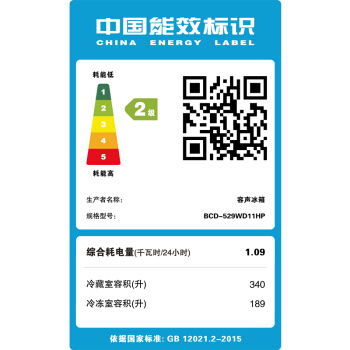 中国能效标识
CHINA ENERGY LABEL
耗能低
1
2
3
4
5
耗能高
2级
生产者名称: 容声冰箱
规格型号: BCD-529WD11HP
综合耗电量(千瓦时/24小时) 1.09
冷藏室容积(升) 340
冷冻室容积(升) 189
依据国家标准: GB 12021.2-2015